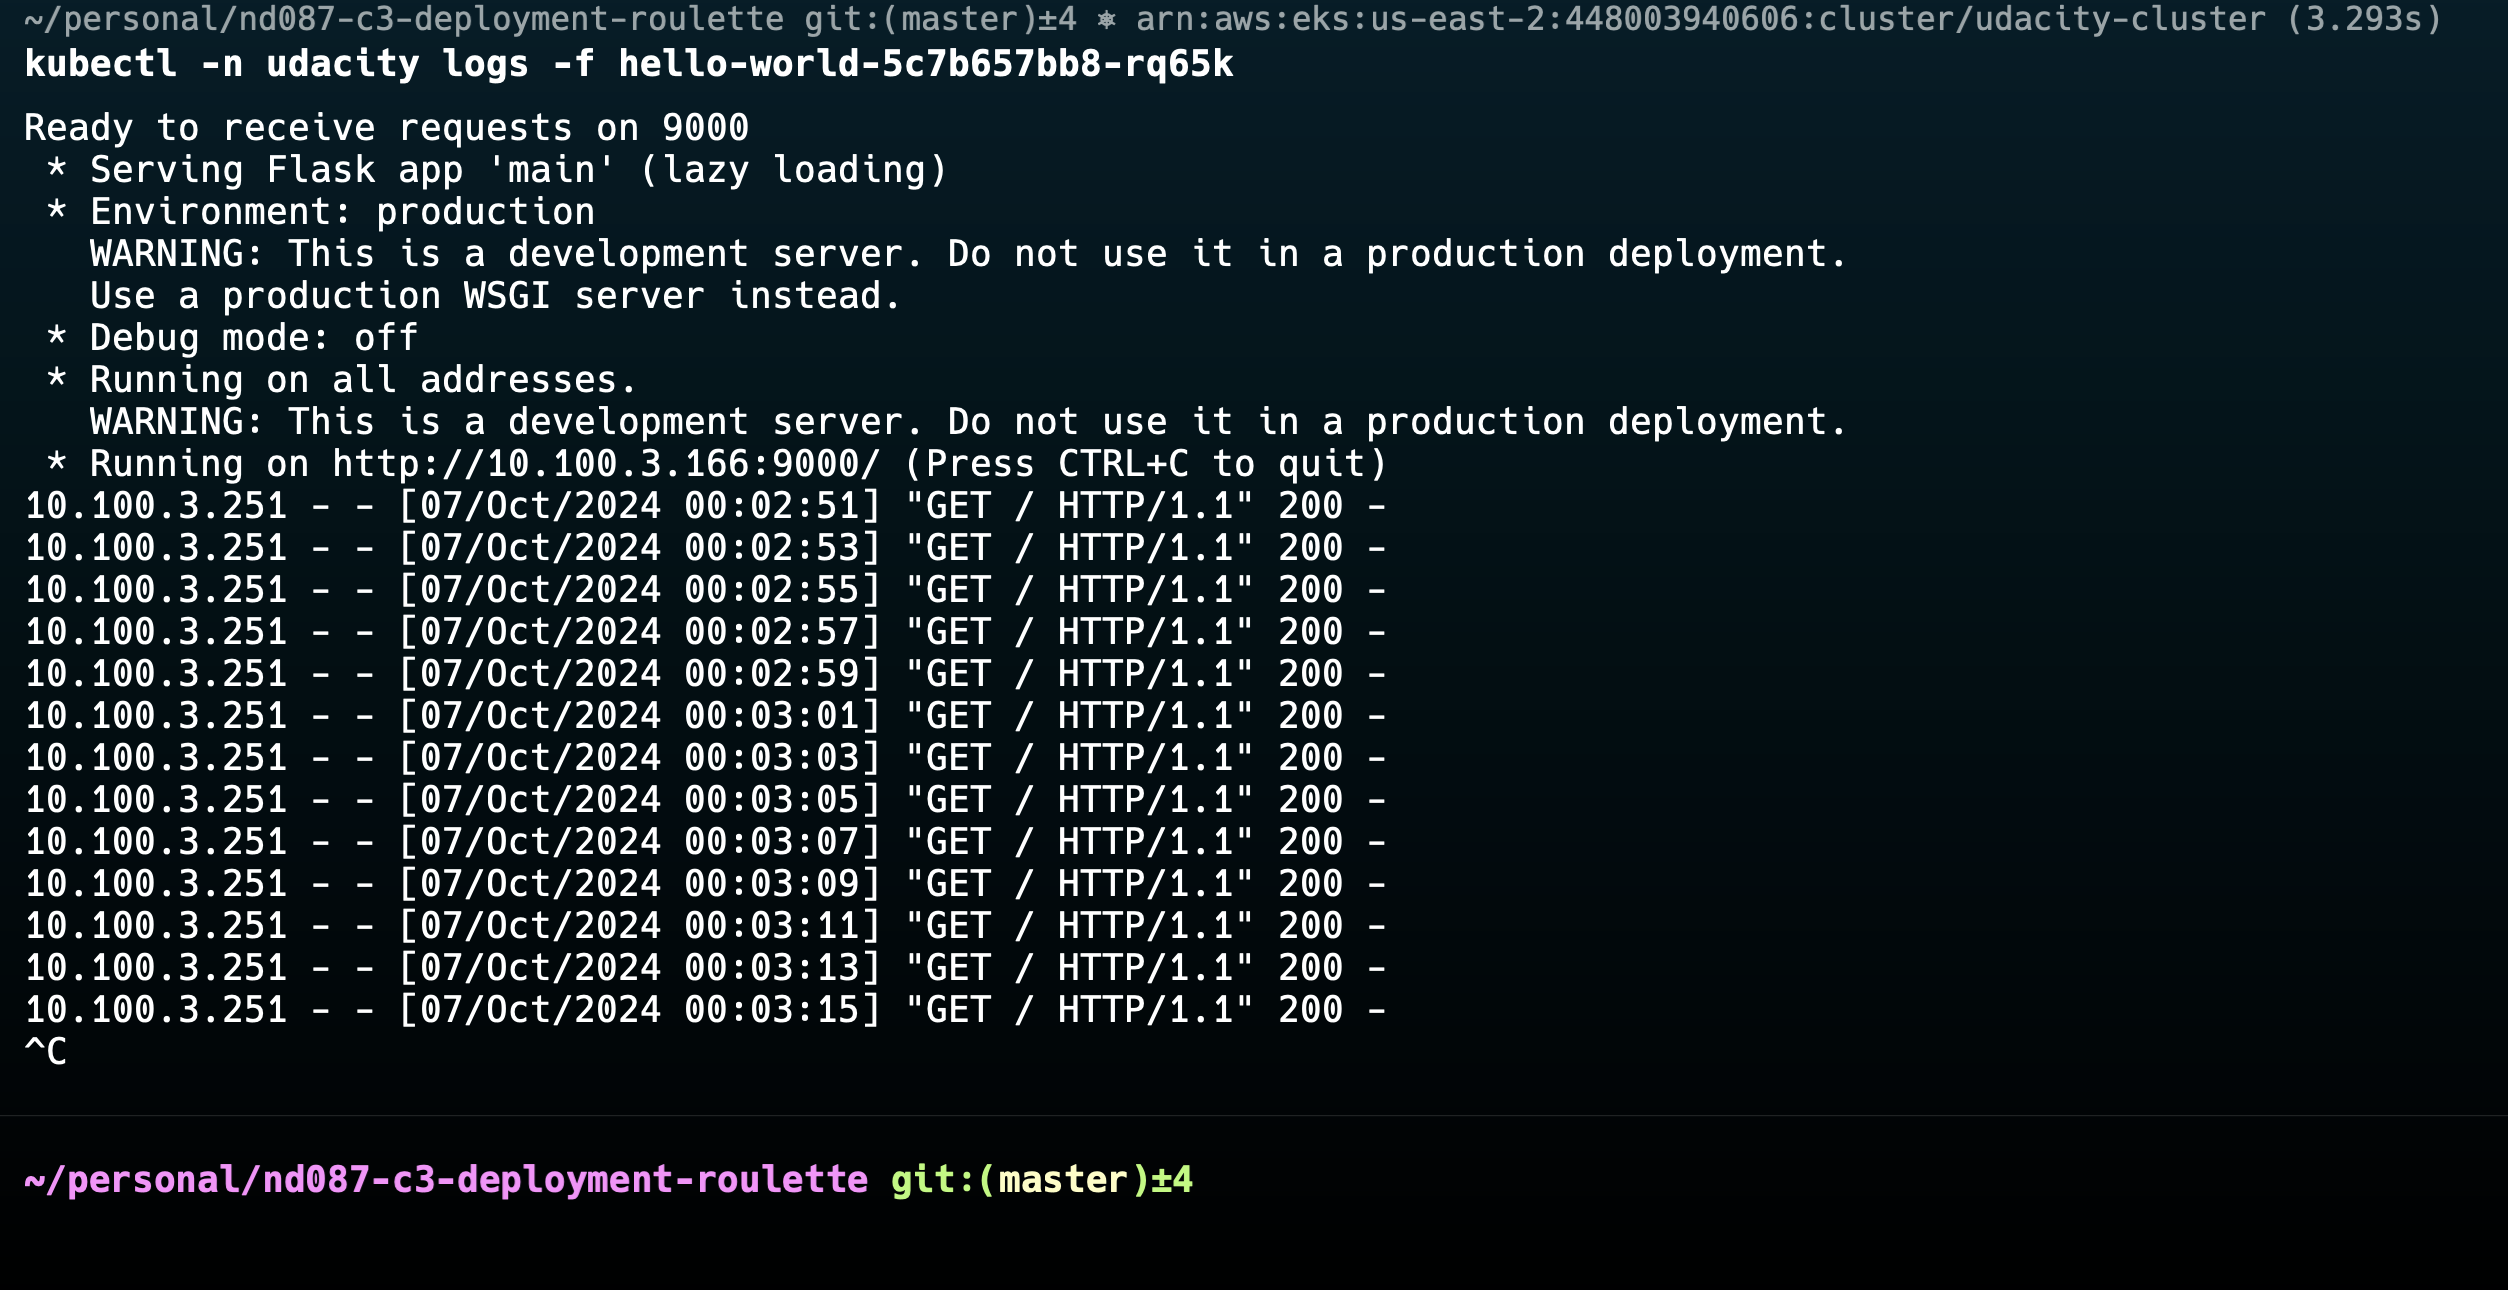 ~/personal/nd087-c3-deployment-roulette git:(master)±4 ⎈ arn:aws:eks:us-east-2:448003940606:cluster/udacity-cluster (3.293s)
kubectl -n udacity logs -f hello-world-5c7b657bb8-rq65k
Ready to receive requests on 9000
 * Serving Flask app 'main' (lazy loading)
 * Environment: production
   WARNING: This is a development server. Do not use it in a production deployment.
   Use a production WSGI server instead.
 * Debug mode: off
 * Running on all addresses.
   WARNING: This is a development server. Do not use it in a production deployment.
 * Running on http://10.100.3.166:9000/ (Press CTRL+C to quit)
10.100.3.251 - - [07/Oct/2024 00:02:51] "GET / HTTP/1.1" 200 -
10.100.3.251 - - [07/Oct/2024 00:02:53] "GET / HTTP/1.1" 200 -
10.100.3.251 - - [07/Oct/2024 00:02:55] "GET / HTTP/1.1" 200 -
10.100.3.251 - - [07/Oct/2024 00:02:57] "GET / HTTP/1.1" 200 -
10.100.3.251 - - [07/Oct/2024 00:02:59] "GET / HTTP/1.1" 200 -
10.100.3.251 - - [07/Oct/2024 00:03:01] "GET / HTTP/1.1" 200 -
10.100.3.251 - - [07/Oct/2024 00:03:03] "GET / HTTP/1.1" 200 -
10.100.3.251 - - [07/Oct/2024 00:03:05] "GET / HTTP/1.1" 200 -
10.100.3.251 - - [07/Oct/2024 00:03:07] "GET / HTTP/1.1" 200 -
10.100.3.251 - - [07/Oct/2024 00:03:09] "GET / HTTP/1.1" 200 -
10.100.3.251 - - [07/Oct/2024 00:03:11] "GET / HTTP/1.1" 200 -
10.100.3.251 - - [07/Oct/2024 00:03:13] "GET / HTTP/1.1" 200 -
10.100.3.251 - - [07/Oct/2024 00:03:15] "GET / HTTP/1.1" 200 -
^C
~/personal/nd087-c3-deployment-roulette git:(master)±4